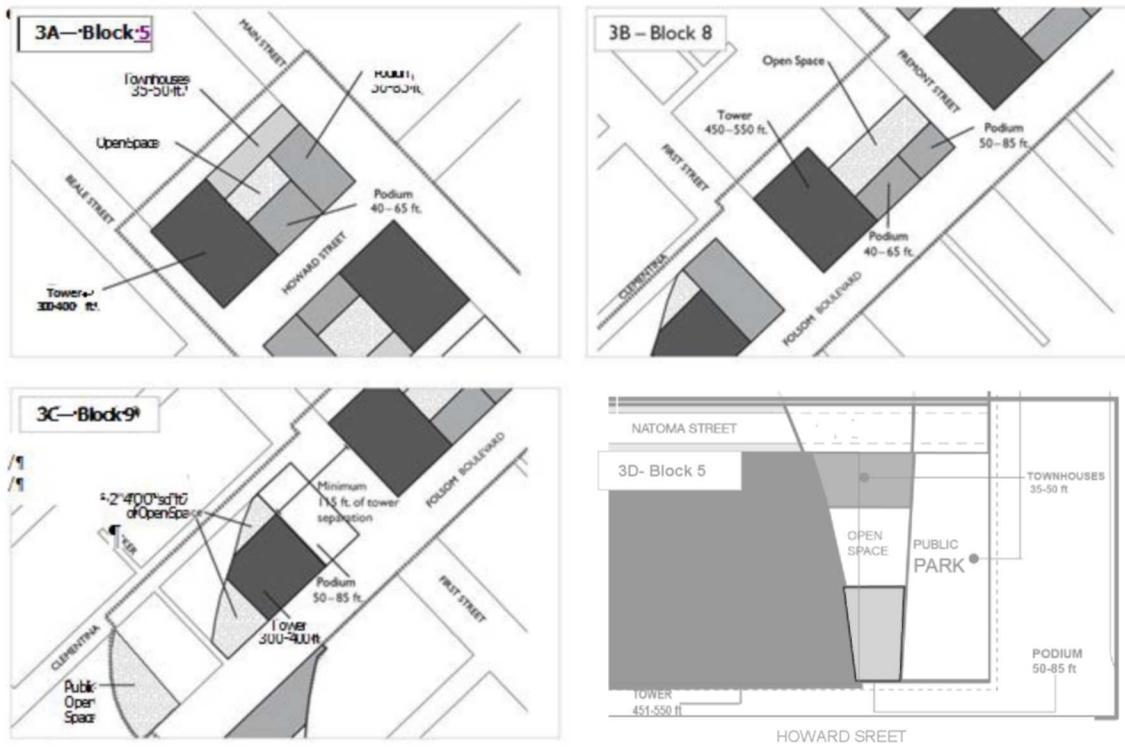 3A—·Block·5
MAIN STREET
Townhouses
35-50·ft.
Open Space
BEALE STREET
Podium
40–65 ft.
HOWARD STREET
Tower
300-400 ft.
3B – Block 8
Open Space
FREMONT STREET
Tower
450–550 ft.
Podium
50–85 ft.
FIRST STREET
Podium
40–65 ft.
CLEMENTINA
FOLSOM BOULEVARD
3C—·Block·9
/¶
/¶
of Open Space
¶
Minimum
115 ft. of tower
separation
FOLSOM BOULEVARD
Podium
50–85 ft.
FIRST STREET
Tower
300-400 ft
CLEMENTINA
Public
Open
Space
NATOMA STREET
3D- Block 5
TOWNHOUSES
35-50 ft
OPEN
SPACE
PUBLIC
PARK
PODIUM
50-85 ft
TOWER
451-550 ft
HOWARD SREET